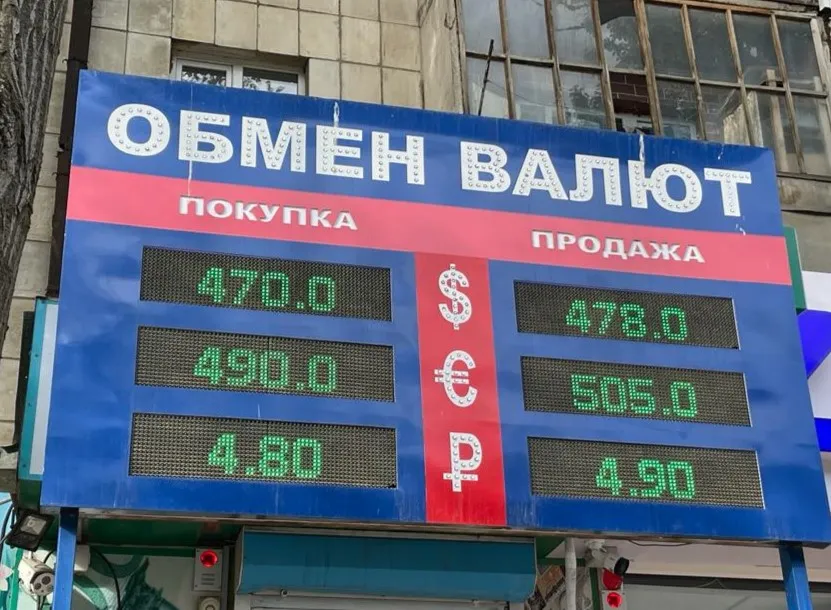 ОБМЕН ВАЛЮТ
ПОКУПКА ПРОДАЖА
470.0 $ 478.0
490.0 € 505.0
4.80 ₽ 4.90